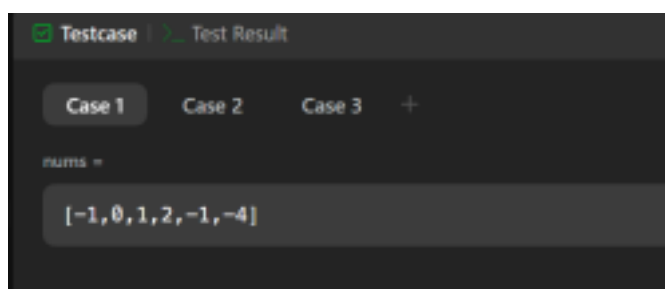 Testcase | >_ Test Result
Case 1 Case 2 Case 3 +
nums =
[-1,0,1,2,-1,-4]